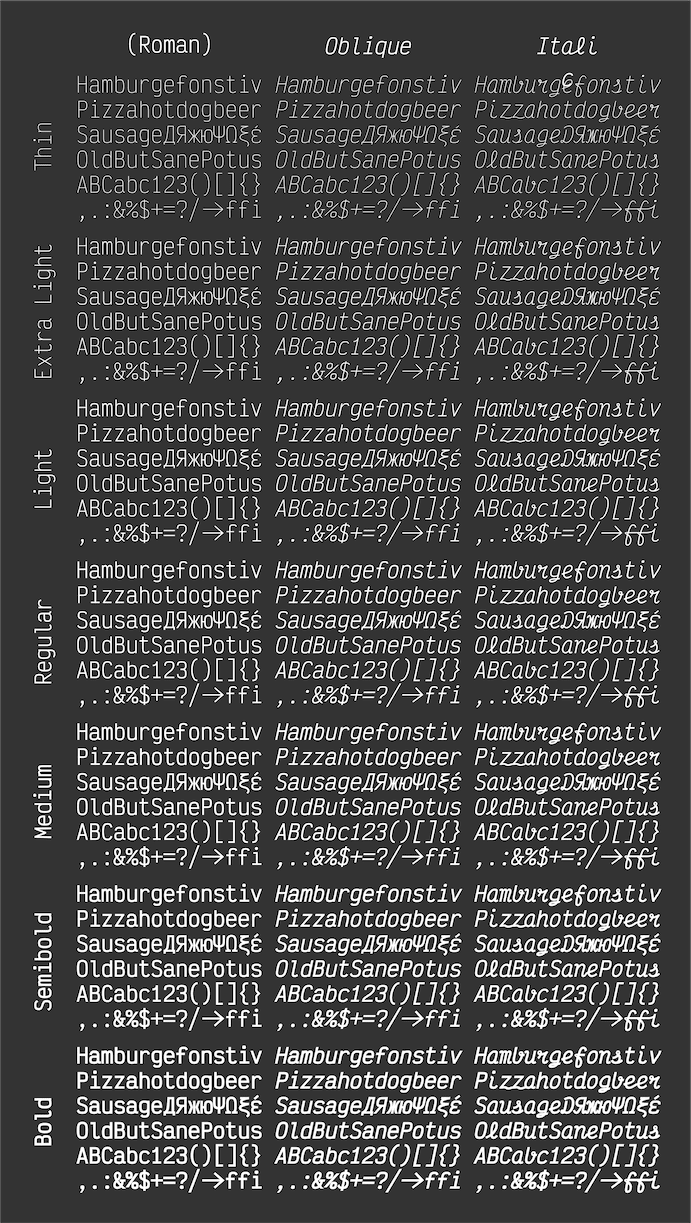 (Roman) Oblique Itali
c
Thin
Hamburgefonstiv Hamburgefonstiv Hamburgefonstiv
Pizzahotdogbeer Pizzahotdogbeer Pizzahotdogbeer
SausageДЯжюΨΩξέ SausageДЯжюΨΩξέ SausageДЯжюΨΩξέ
OldButSanePotus OldButSanePotus OldButSanePotus
ABCabc123()[]{} ABCabc123()[]{} ABCabc123()[]{}
,.:&%$+=?/→ffi ,.:&%$+=?/→ffi ,.:&%$+=?/→ffi
Extra Light
Hamburgefonstiv Hamburgefonstiv Hamburgefonstiv
Pizzahotdogbeer Pizzahotdogbeer Pizzahotdogbeer
SausageДЯжюΨΩξέ SausageДЯжюΨΩξέ SausageДЯжюΨΩξέ
OldButSanePotus OldButSanePotus OldButSanePotus
ABCabc123()[]{} ABCabc123()[]{} ABCabc123()[]{}
,.:&%$+=?/→ffi ,.:&%$+=?/→ffi ,.:&%$+=?/→ffi
Light
Hamburgefonstiv Hamburgefonstiv Hamburgefonstiv
Pizzahotdogbeer Pizzahotdogbeer Pizzahotdogbeer
SausageДЯжюΨΩξέ SausageДЯжюΨΩξέ SausageДЯжюΨΩξέ
OldButSanePotus OldButSanePotus OldButSanePotus
ABCabc123()[]{} ABCabc123()[]{} ABCabc123()[]{}
,.:&%$+=?/→ffi ,.:&%$+=?/→ffi ,.:&%$+=?/→ffi
Regular
Hamburgefonstiv Hamburgefonstiv Hamburgefonstiv
Pizzahotdogbeer Pizzahotdogbeer Pizzahotdogbeer
SausageДЯжюΨΩξέ SausageДЯжюΨΩξέ SausageДЯжюΨΩξέ
OldButSanePotus OldButSanePotus OldButSanePotus
ABCabc123()[]{} ABCabc123()[]{} ABCabc123()[]{}
,.:&%$+=?/→ffi ,.:&%$+=?/→ffi ,.:&%$+=?/→ffi
Medium
Hamburgefonstiv Hamburgefonstiv Hamburgefonstiv
Pizzahotdogbeer Pizzahotdogbeer Pizzahotdogbeer
SausageДЯжюΨΩξέ SausageДЯжюΨΩξέ SausageДЯжюΨΩξέ
OldButSanePotus OldButSanePotus OldButSanePotus
ABCabc123()[]{} ABCabc123()[]{} ABCabc123()[]{}
,.:&%$+=?/→ffi ,.:&%$+=?/→ffi ,.:&%$+=?/→ffi
Semibold
Hamburgefonstiv Hamburgefonstiv Hamburgefonstiv
Pizzahotdogbeer Pizzahotdogbeer Pizzahotdogbeer
SausageДЯжюΨΩξέ SausageДЯжюΨΩξέ SausageДЯжюΨΩξέ
OldButSanePotus OldButSanePotus OldButSanePotus
ABCabc123()[]{} ABCabc123()[]{} ABCabc123()[]{}
,.:&%$+=?/→ffi ,.:&%$+=?/→ffi ,.:&%$+=?/→ffi
Bold
Hamburgefonstiv Hamburgefonstiv Hamburgefonstiv
Pizzahotdogbeer Pizzahotdogbeer Pizzahotdogbeer
SausageДЯжюΨΩξέ SausageДЯжюΨΩξέ SausageДЯжюΨΩξέ
OldButSanePotus OldButSanePotus OldButSanePotus
ABCabc123()[]{} ABCabc123()[]{} ABCabc123()[]{}
,.:&%$+=?/→ffi ,.:&%$+=?/→ffi ,.:&%$+=?/→ffi